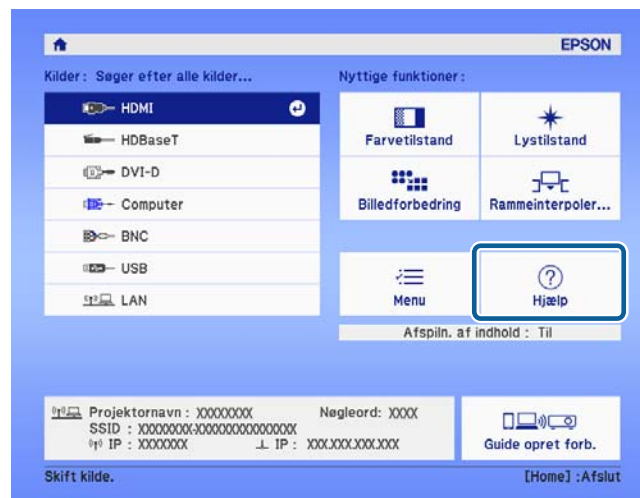 EPSON
Kilder : Søger efter alle kilder...
HDMI
HDBaseT
DVI-D
Computer
BNC
USB
LAN
Nyttige funktioner :
Farvetilstand
Lystilstand
Billedforbedring
Rammeinterpoler...
Menu
Hjælp
Afspiln. af indhold : Til
Projektornavn : XXXXXXXX Nøgleord: XXXX
SSID : XXXXXXXX-XXXXXXXXXXXXXXX
IP : XXXXXXX IP : XXX.XXX.XXX.XXX
Guide opret forb.
Skift kilde. [Home] :Afslut